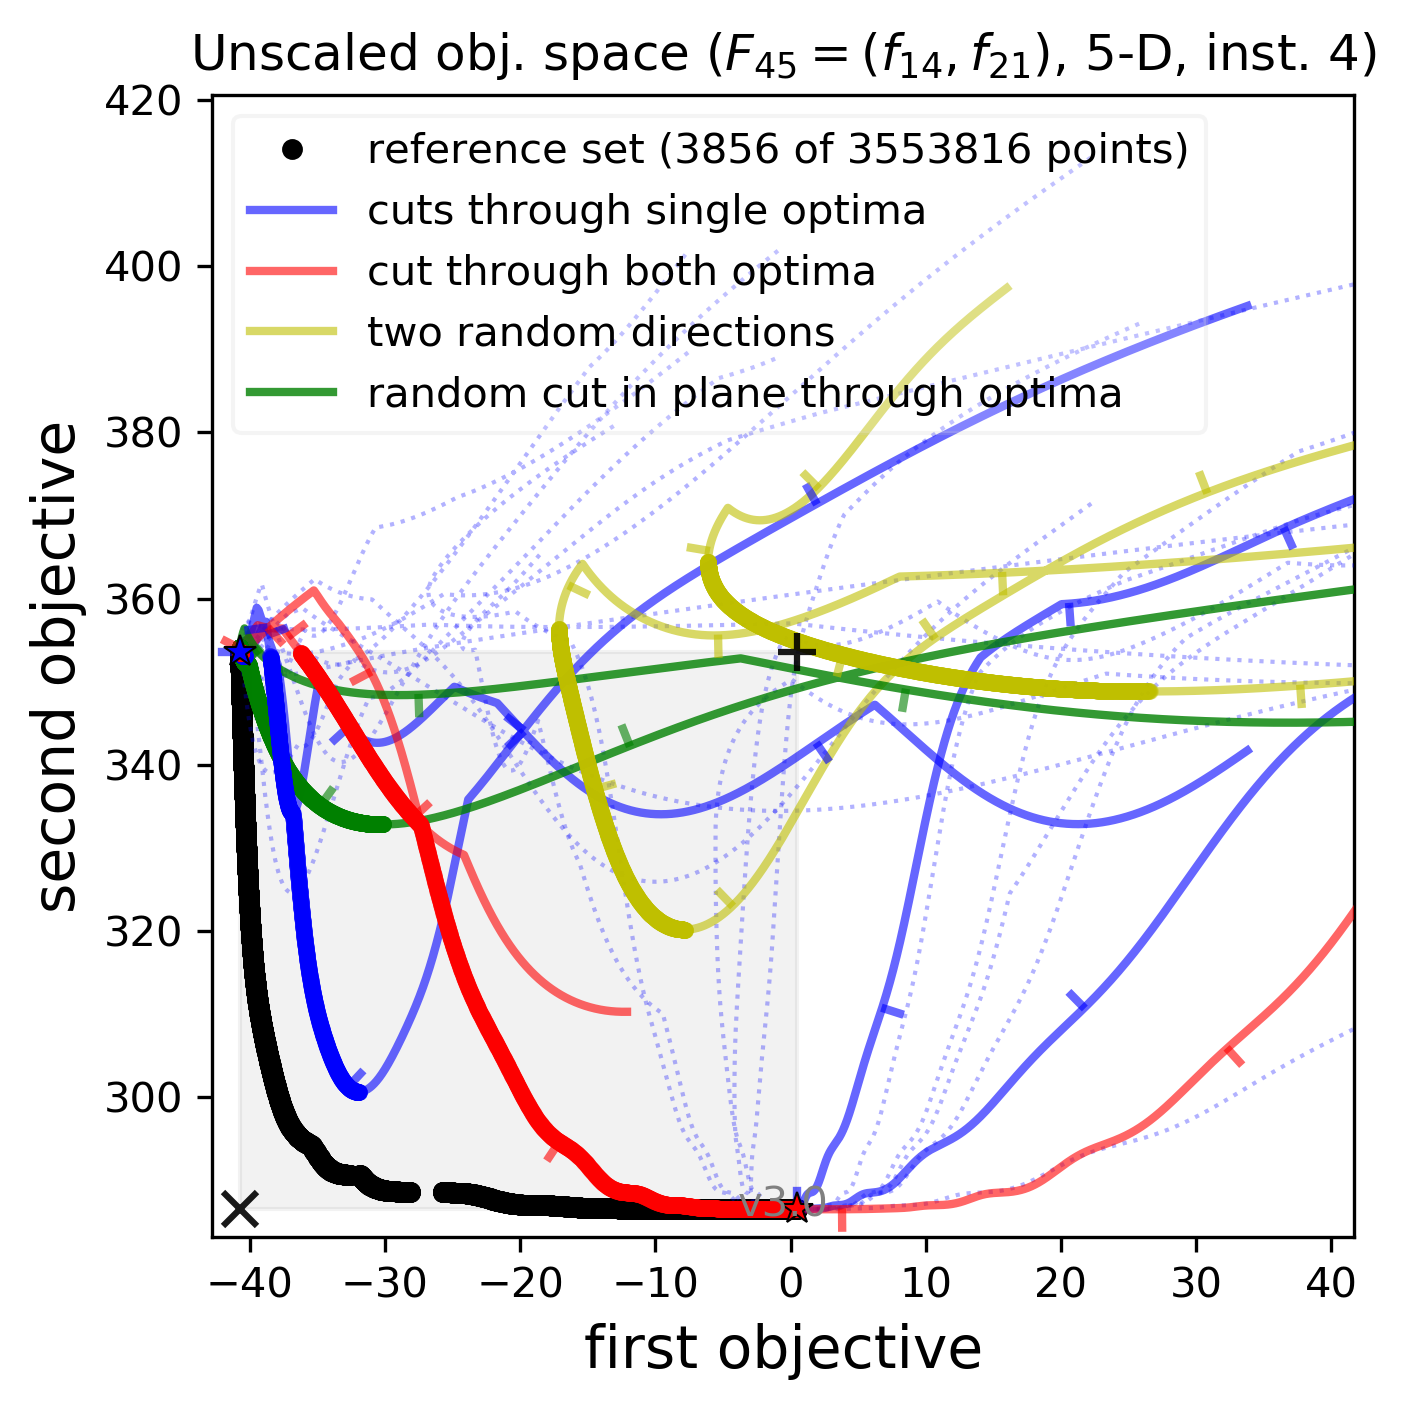 Unscaled obj. space (F₄₅ = (f₁₄, f₂₁), 5-D, inst. 4)
420
400
380
360
340
320
300
second objective
reference set (3856 of 3553816 points)
cuts through single optima
cut through both optima
two random directions
random cut in plane through optima
v3.0
−40 −30 −20 −10 0 10 20 30 40
first objective